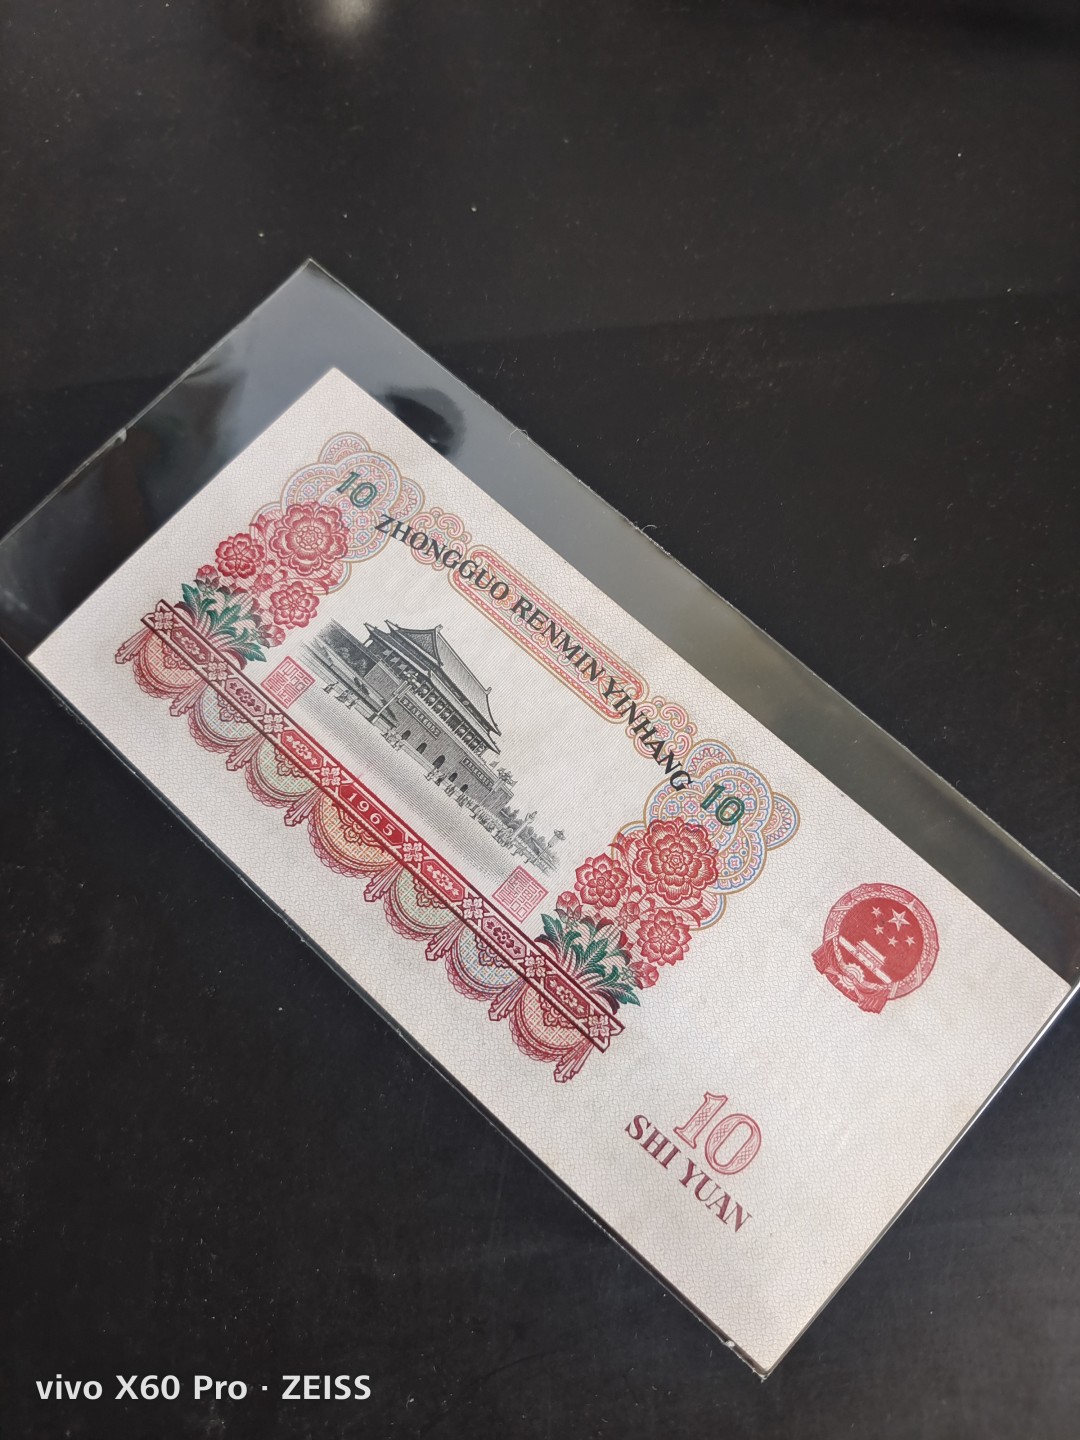 10 ZHONGGUO RENMIN YINHANG 10
1965
10
SHI YUAN
vivo X60 Pro · ZEISS